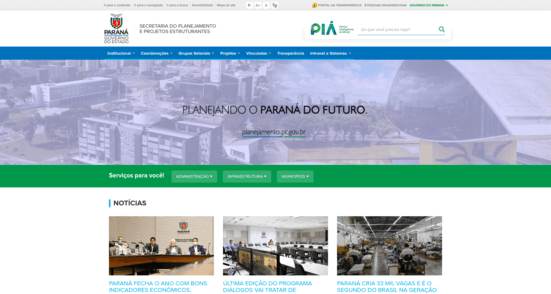 Ir para o conteúdo
Ir para a navegação
Ir para a busca
Acessibilidade
Mapa do site
A+
A
PORTAL DA TRANSPARÊNCIA
GOVERNO DO PARANÁ
PARANÁ
GOVERNO DO ESTADO
SECRETARIA DO PLANEJAMENTO
E PROJETOS ESTRUTURANTES
PIÁ
Paraná
Inteligência
Artificial
do que você precisa hoje?
Institucional
Coordenações
Grupos Setoriais
Projetos
Vinculadas
Transparência
Intranet e Sistemas
PLANEJANDO O PARANÁ DO FUTURO.
planejamento.pr.gov.br
Serviços para você!
ADMINISTRAÇÃO
INFRAESTRUTURA
MUNICÍPIOS
NOTÍCIAS
PARANÁ FECHA O ANO COM BONS
INDICADORES ECONÔMICOS,
ÚLTIMA EDIÇÃO DO PROGRAMA
DIÁLOGOS VAI TRATAR DE
PARANÁ CRIA 33 MIL VAGAS E É O
SEGUNDO DO BRASIL NA GERAÇÃO